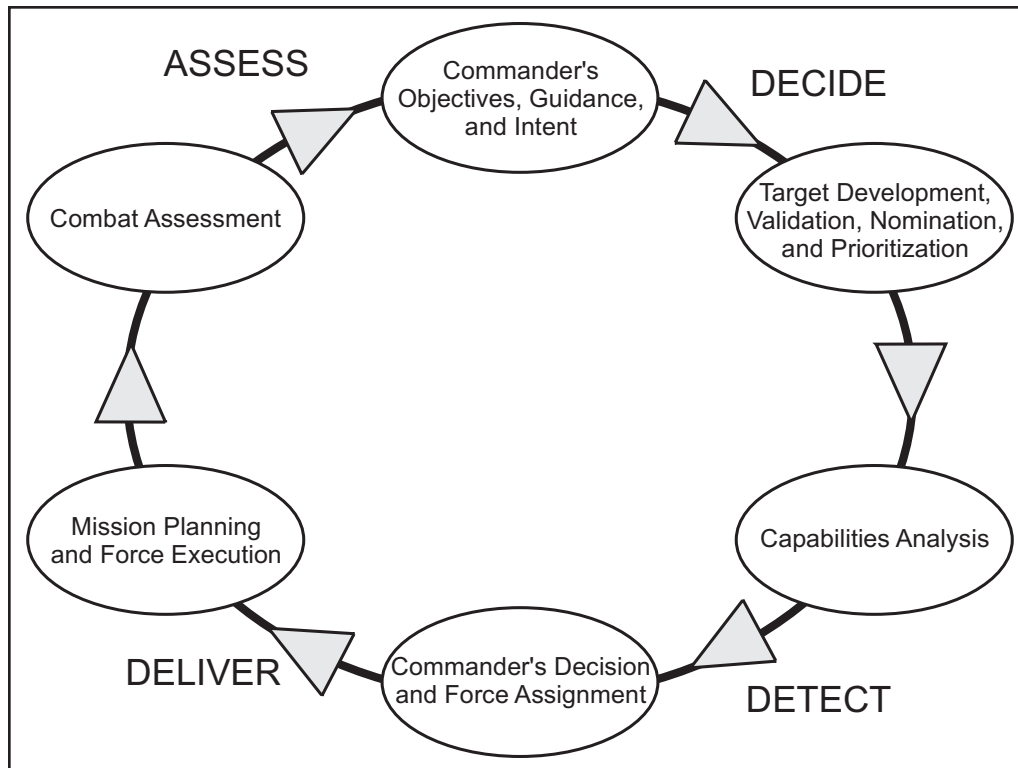 ASSESS
Commander's
Objectives, Guidance,
and Intent
DECIDE
Target Development,
Validation, Nomination,
and Prioritization
Capabilities Analysis
DETECT
Commander's Decision
and Force Assignment
DELIVER
Mission Planning
and Force Execution
Combat Assessment